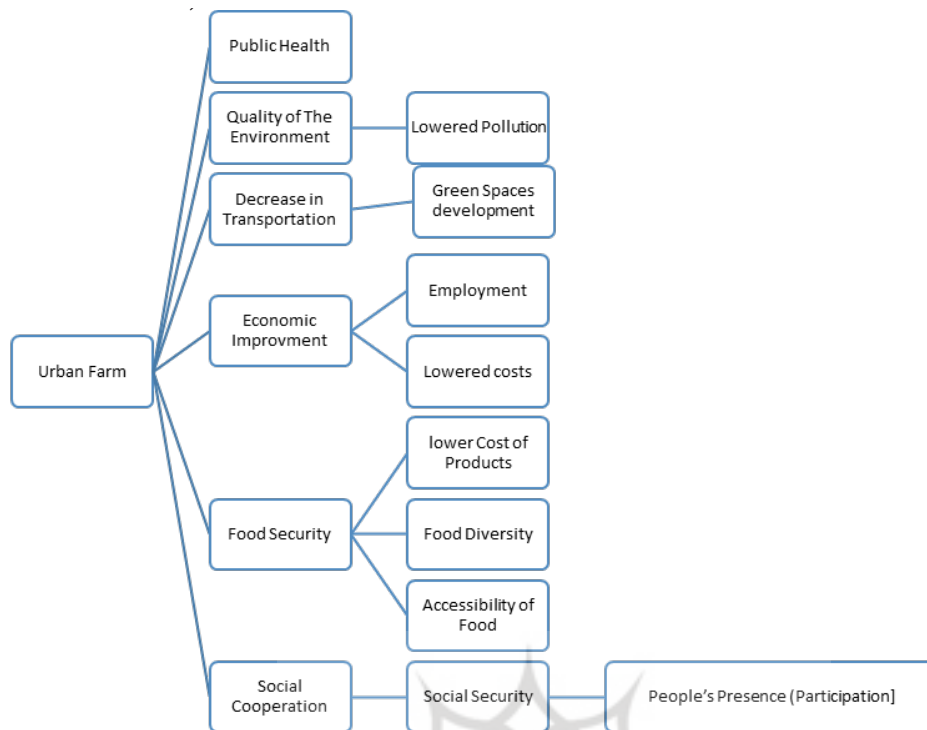 Public Health
Quality of The
Environment
Lowered Pollution
Decrease in
Transportation
Green Spaces
development
Economic
Improvment
Employment
Lowered costs
Urban Farm
Food Security
lower Cost of
Products
Food Diversity
Accessibility of
Food
Social
Cooperation
Social Security
People’s Presence (Participation]